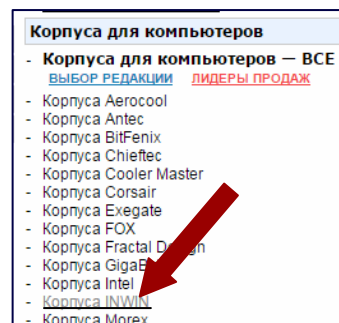 Корпуса для компьютеров
- Корпуса для компьютеров — ВСЕ
ВЫБОР РЕДАКЦИИ ЛИДЕРЫ ПРОДАЖ
- Корпуса Aerocool
- Корпуса Antec
- Корпуса BitFenix
- Корпуса Chieftec
- Корпуса Cooler Master
- Корпуса Corsair
- Корпуса Exegate
- Корпуса FOX
- Корпуса Fractal
- Корпуса
- Корпуса Intel
- Корпуса INWIN
- Корпуса Morex